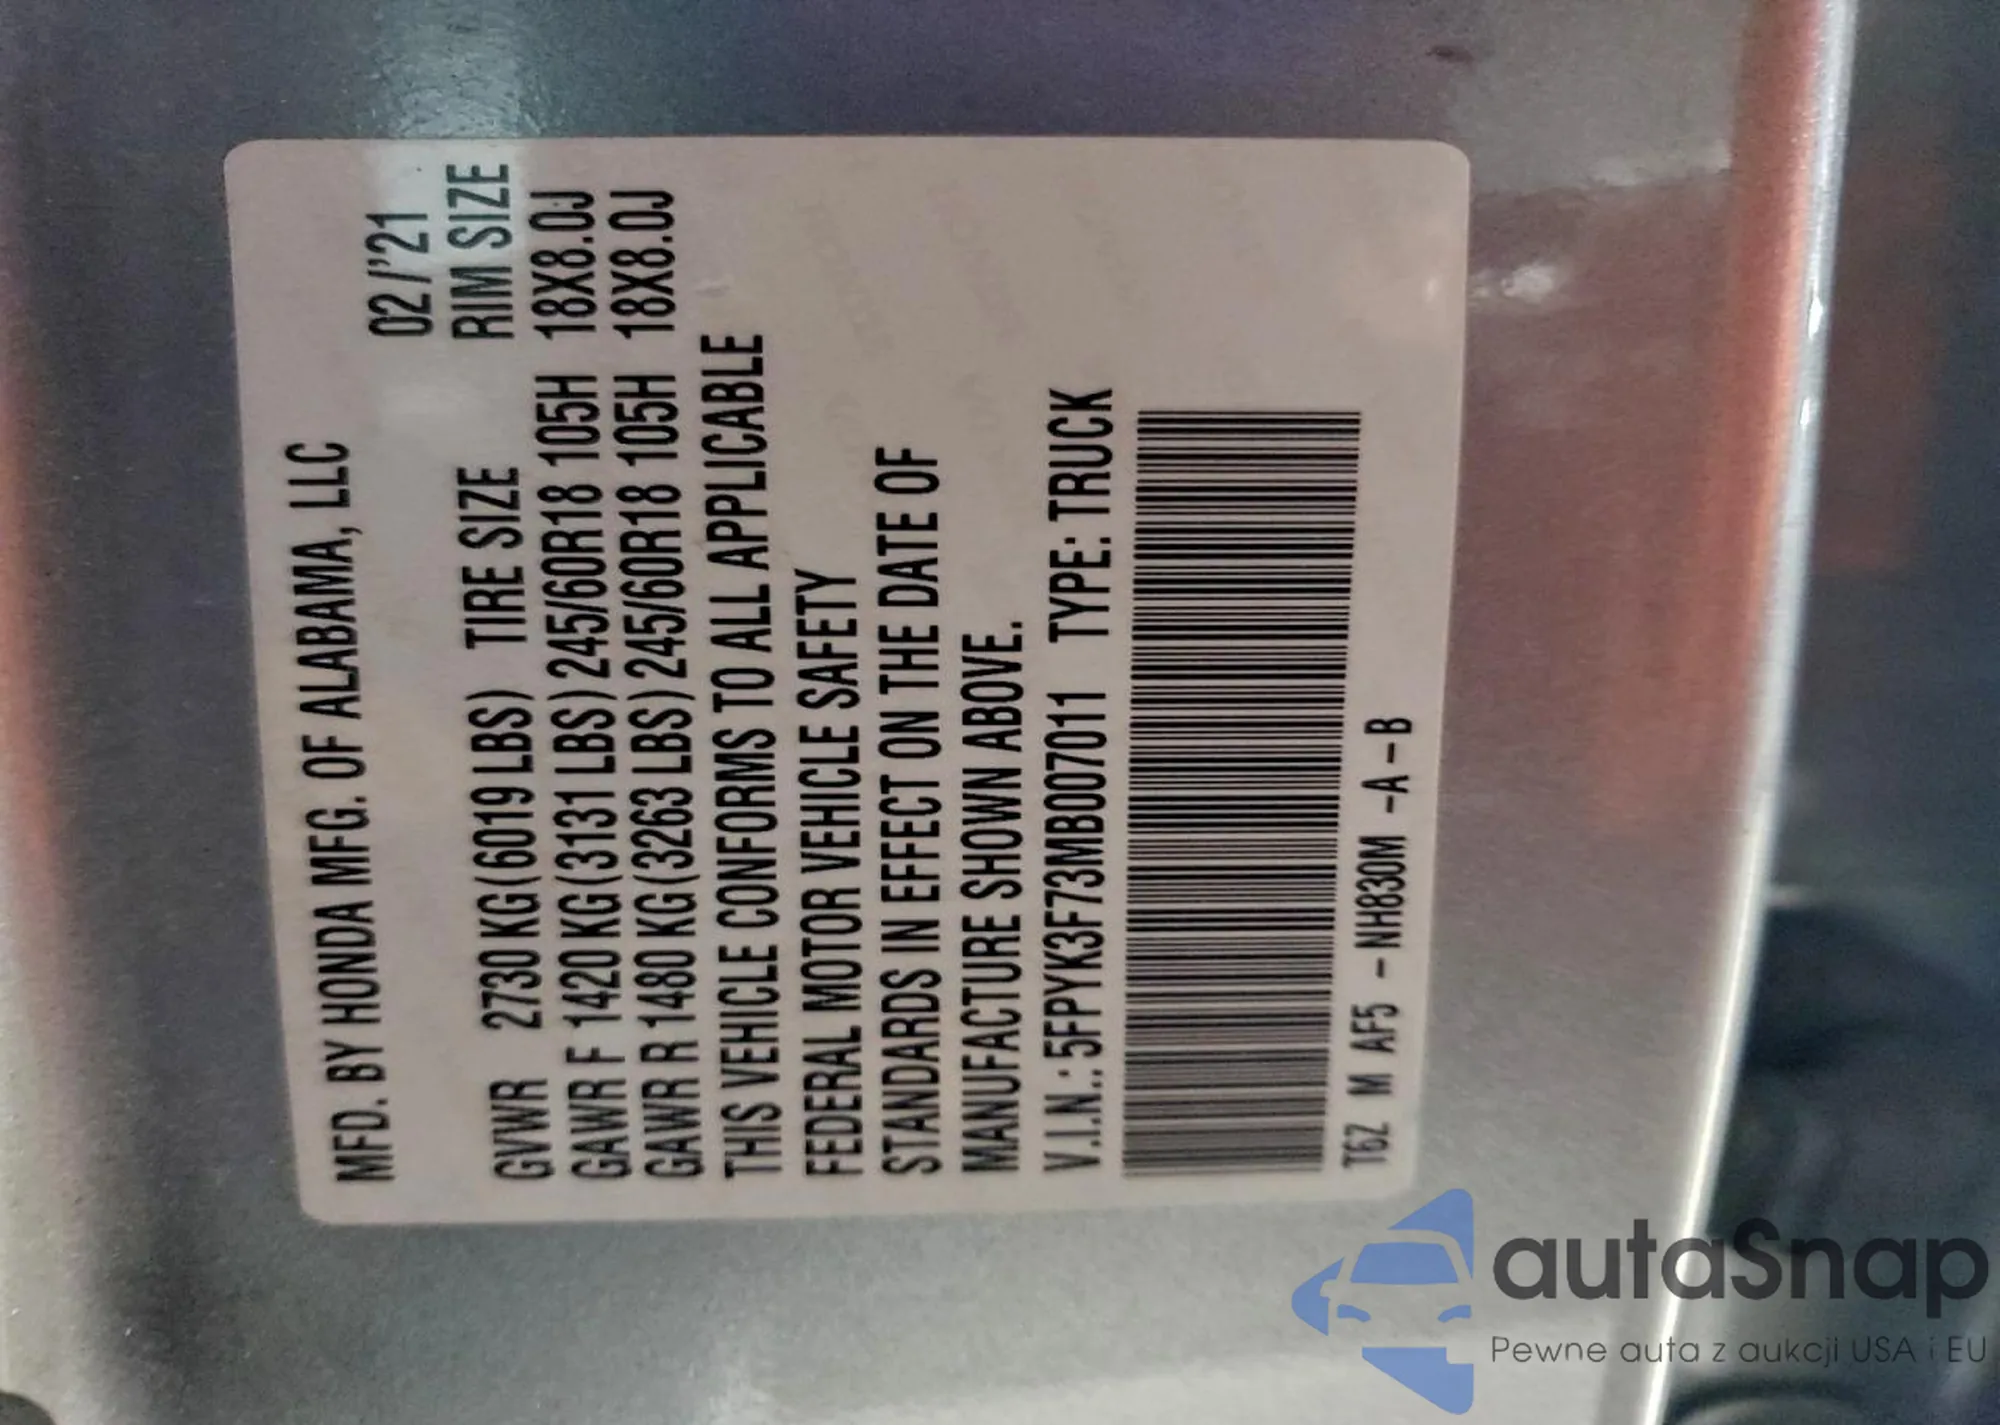 MFD. BY HONDA MFG. OF ALABAMA, LLC
02/'21
GVWR 2730 KG(6019 LBS) TIRE SIZE RIM SIZE
GAWR F 1420 KG(3131 LBS) 245/60R18 105H 18X8.0J
GAWR R 1480 KG(3263 LBS) 245/60R18 105H 18X8.0J
THIS VEHICLE CONFORMS TO ALL APPLICABLE
FEDERAL MOTOR VEHICLE SAFETY
STANDARDS IN EFFECT ON THE DATE OF
MANUFACTURE SHOWN ABOVE.
V.I.N.: 5FPYK3F73MB007011 TYPE: TRUCK
T6Z M AF5 -NH830M -A-B
autaSnap
Pewne auta z aukcji USA i EU